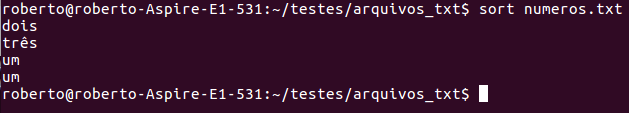 roberto@roberto-Aspire-E1-531:~/testes/arquivos_txt$ sort numeros.txt
dois
três
um
um
roberto@roberto-Aspire-E1-531:~/testes/arquivos_txt$